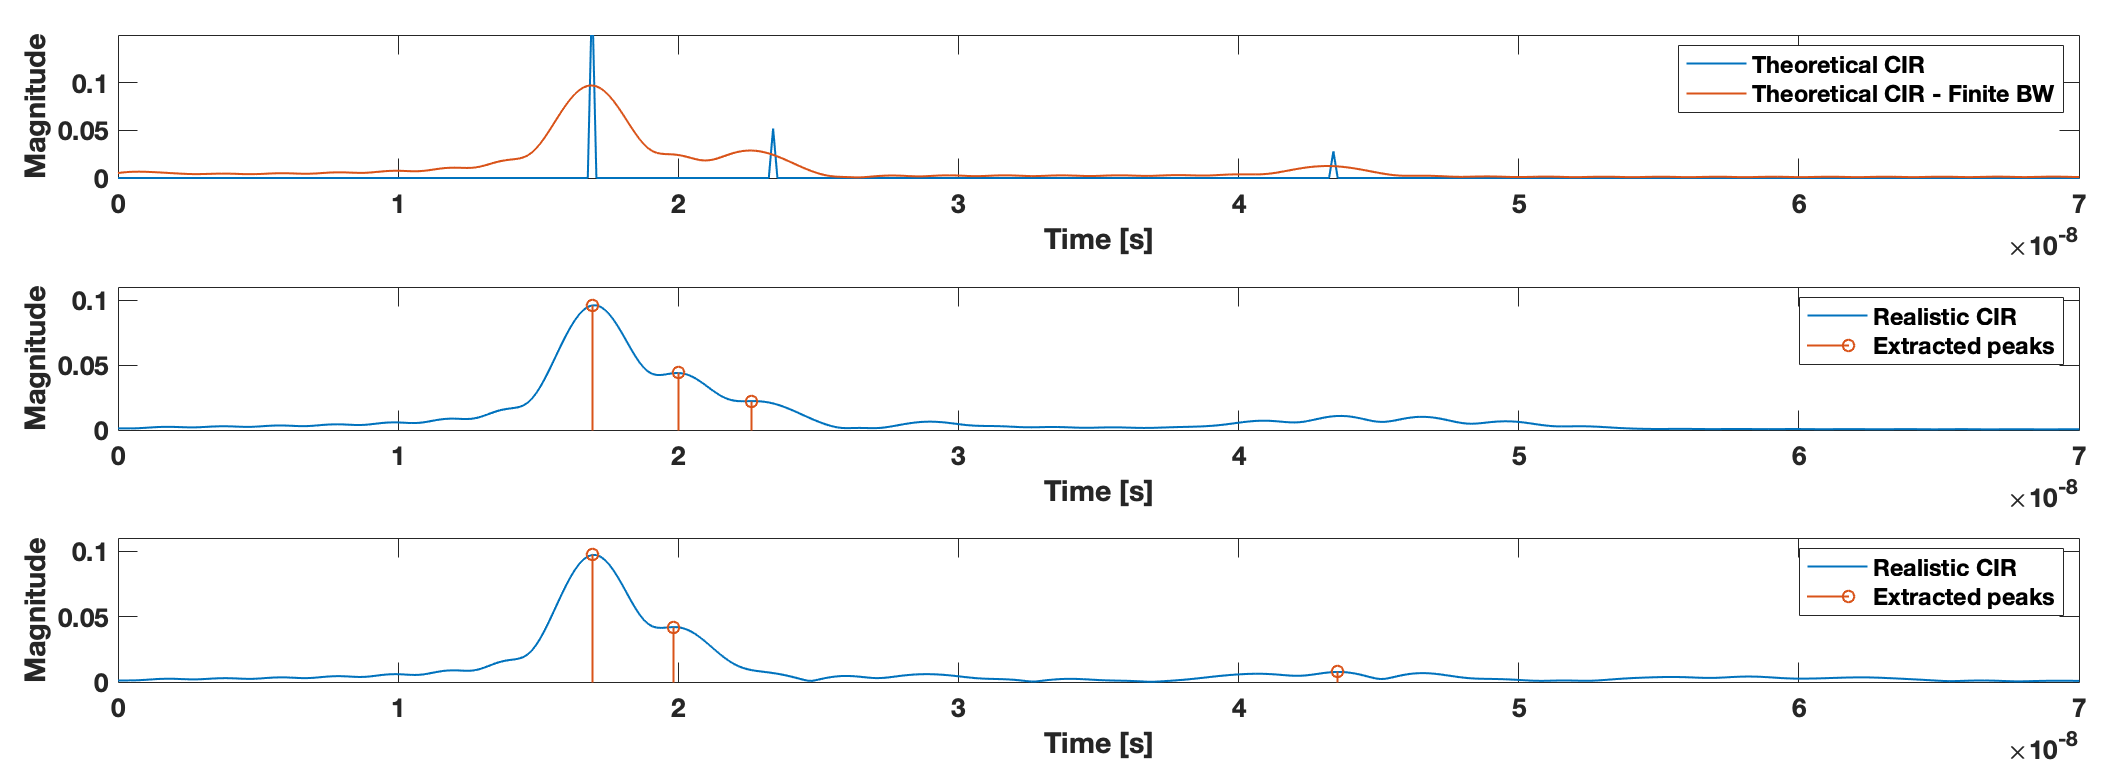 Magnitude
0.1
0.05
0
Theoretical CIR
Theoretical CIR - Finite BW
0 1 2 3 4 5 6 7
Time [s]
×10-8
Magnitude
0.1
0.05
0
Realistic CIR
Extracted peaks
0 1 2 3 4 5 6 7
Time [s]
×10-8
Magnitude
0.1
0.05
0
Realistic CIR
Extracted peaks
0 1 2 3 4 5 6 7
Time [s]
×10-8